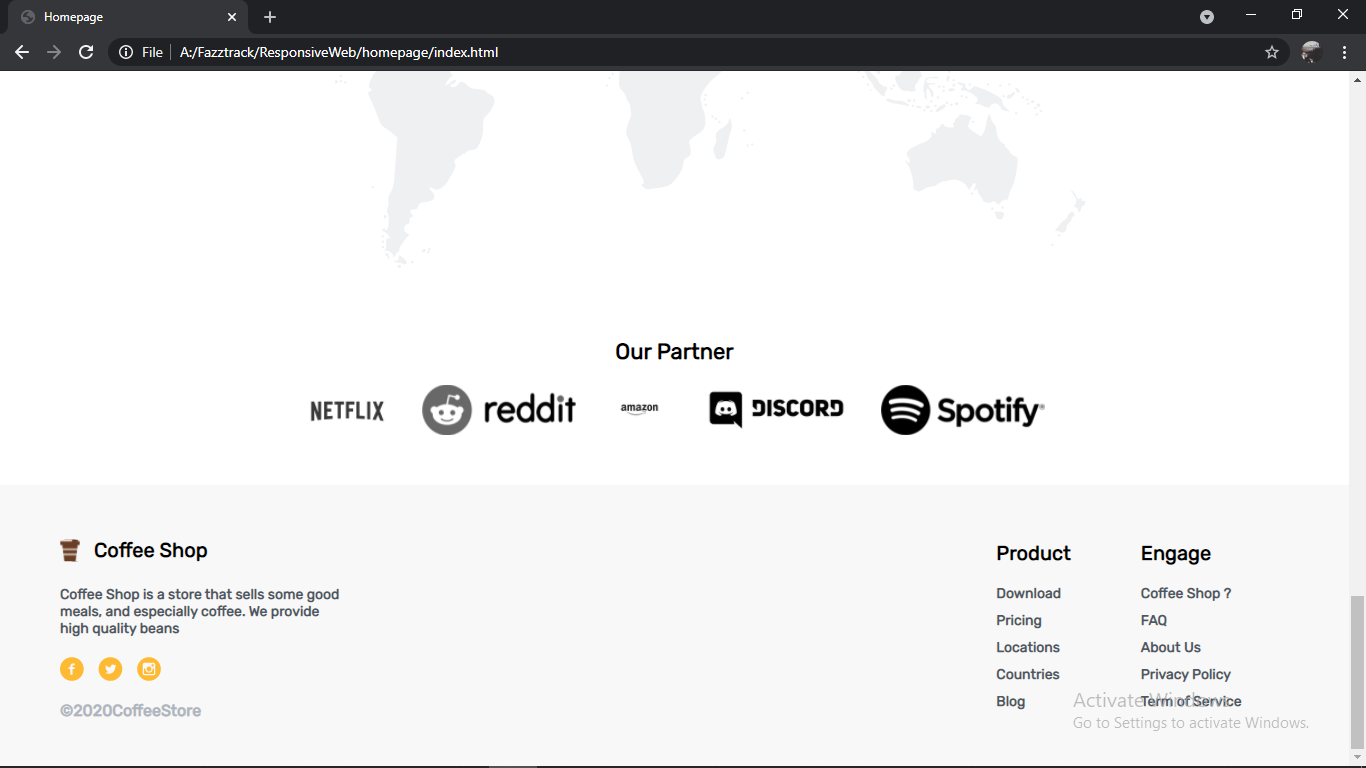 Homepage
File A:/Fazztrack/ResponsiveWeb/homepage/index.html
Our Partner
NETFLIX reddit amazon DISCORD Spotify
Coffee Shop
Coffee Shop is a store that sells some good
meals, and especially coffee. We provide
high quality beans
©2020CoffeeStore
Product
Download
Pricing
Locations
Countries
Blog
Engage
Coffee Shop ?
FAQ
About Us
Privacy Policy
Term of Service
Activate Windows
Go to Settings to activate Windows.